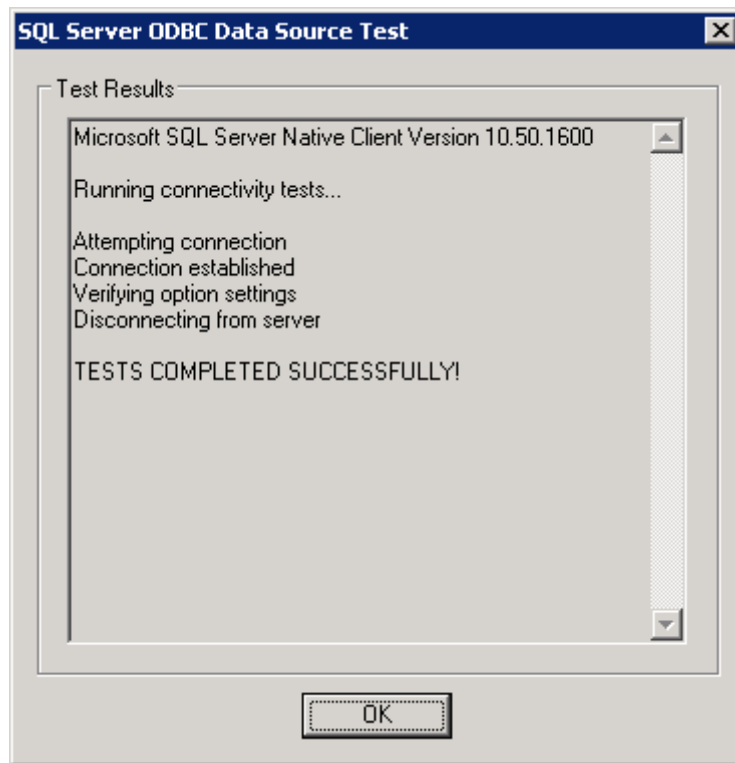 SQL Server ODBC Data Source Test
Test Results
Microsoft SQL Server Native Client Version 10.50.1600
Running connectivity tests...
Attempting connection
Connection established
Verifying option settings
Disconnecting from server
TESTS COMPLETED SUCCESSFULLY!
OK